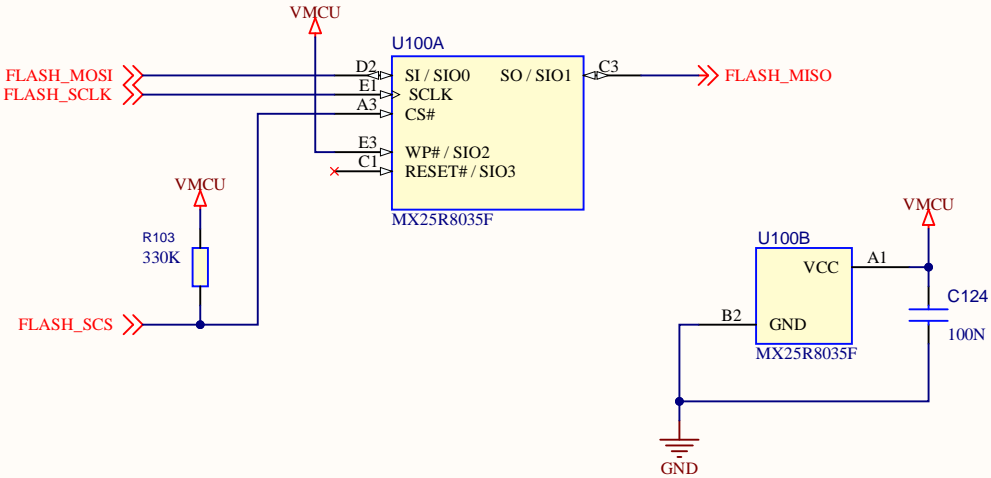 VMCU
U100A
FLASH_MOSI D2 SI / SIO0 SO / SIO1 C3 FLASH_MISO
FLASH_SCLK E1 SCLK
A3 CS#
E3 WP# / SIO2
C1 RESET# / SIO3
MX25R8035F
VMCU
R103
330K
FLASH_SCS
VMCU
U100B
VCC A1
B2 GND
MX25R8035F
C124
100N
GND